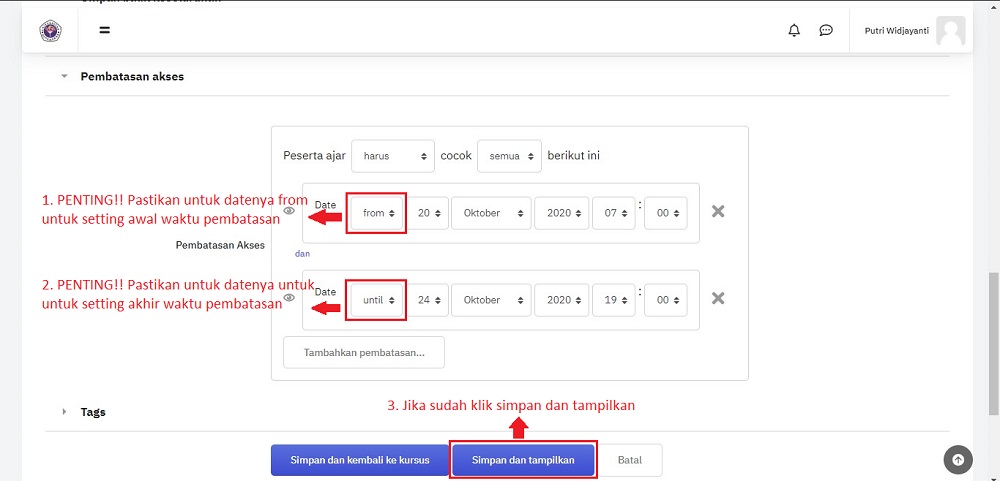 Putri Widjayanti
Pembatasan akses
Peserta ajar harus cocok semua berikut ini
1. PENTING!! Pastikan untuk datenya from
untuk setting awal waktu pembatasan
Date from 20 Oktober 2020 07 : 00
Pembatasan Akses
dan
2. PENTING!! Pastikan untuk datenya untuk
untuk setting akhir waktu pembatasan
Date until 24 Oktober 2020 19 : 00
Tambahkan pembatasan...
Tags
3. Jika sudah klik simpan dan tampilkan
Simpan dan kembali ke kursus
Simpan dan tampilkan
Batal